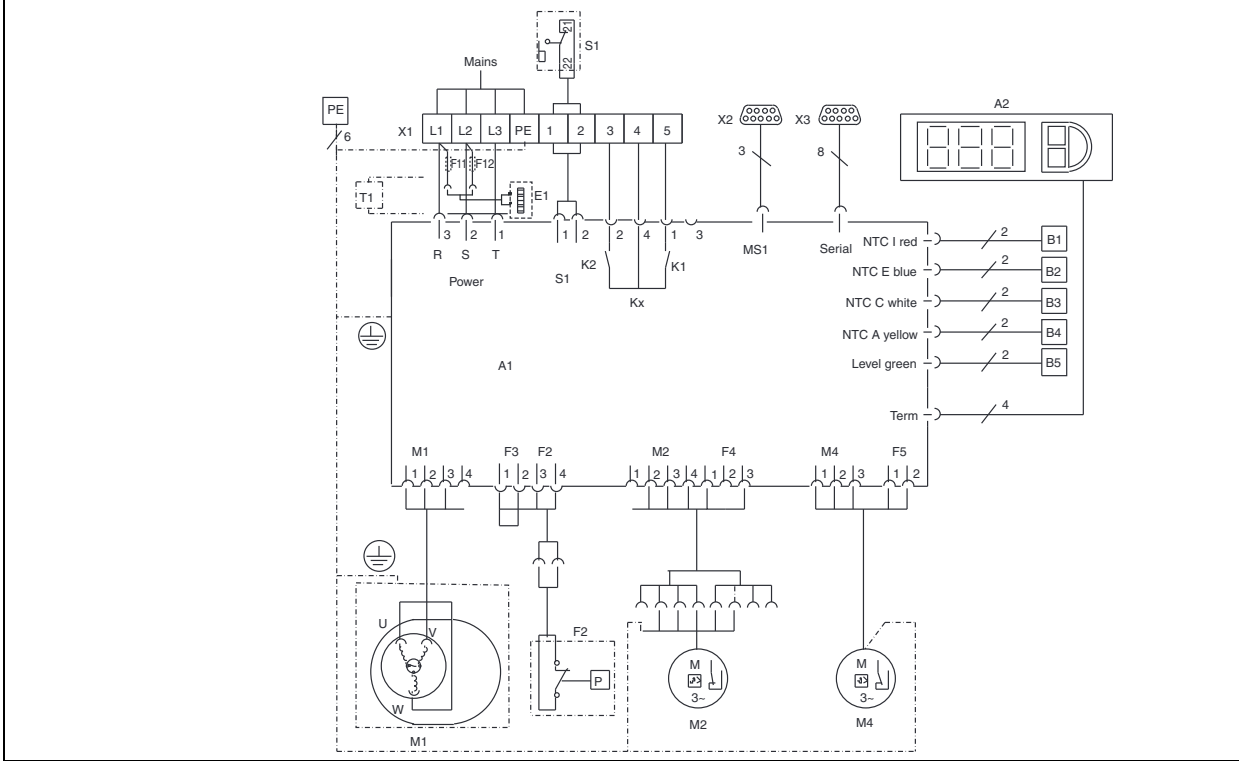 21
S1
22
Mains
A2
PE
X2
X3
X1 L1 L2 L3 PE 1 2 3 4 5
6
3
8
F11 F12
T1
E1
3 2 1
1 2
2 4 1 3
R S T
MS1
Serial
K2
K1
S1
Power
Kx
NTC I red 2 B1
NTC E blue 2 B2
NTC C white 2 B3
NTC A yellow 2 B4
Level green 2 B5
A1
Term 4
M1 F3 F2 M2 F4 M4 F5
1 2 3 4 1 2 3 4 1 2 3 4 1 2 3 1 2 3 1 2
U
V
W
F2
P
M
3~
M
3~
M2
M4
M1